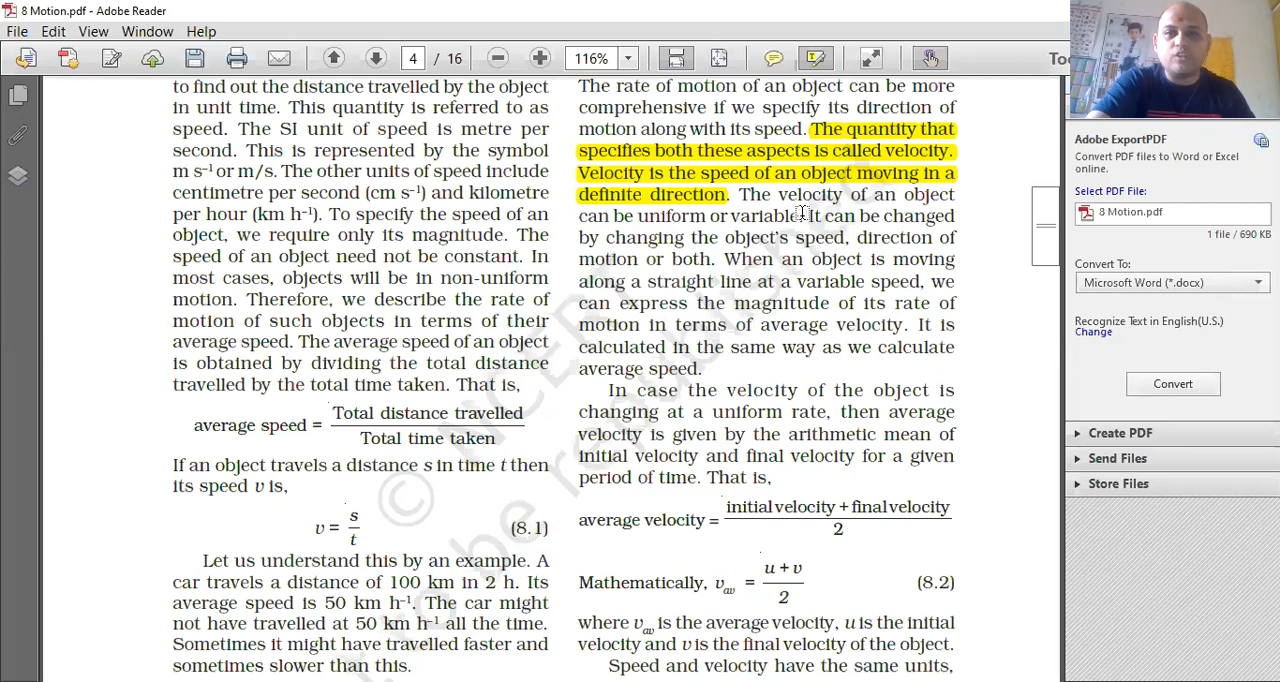 8 Motion.pdf - Adobe Reader
File Edit View Window Help
4 / 16
116%
To
to find out the distance travelled by the object
in unit time. This quantity is referred to as
speed. The SI unit of speed is metre per
second. This is represented by the symbol
m s⁻¹ or m/s. The other units of speed include
centimetre per second (cm s⁻¹) and kilometre
per hour (km h⁻¹). To specify the speed of an
object, we require only its magnitude. The
speed of an object need not be constant. In
most cases, objects will be in non-uniform
motion. Therefore, we describe the rate of
motion of such objects in terms of their
average speed. The average speed of an object
is obtained by dividing the total distance
travelled by the total time taken. That is,
average speed = Total distance travelled
Total time taken
If an object travels a distance s in time t then
its speed v is,
v = s
t
(8.1)
Let us understand this by an example. A
car travels a distance of 100 km in 2 h. Its
average speed is 50 km h⁻¹. The car might
not have travelled at 50 km h⁻¹ all the time.
Sometimes it might have travelled faster and
sometimes slower than this.
The rate of motion of an object can be more
comprehensive if we specify its direction of
motion along with its speed. The quantity that
specifies both these aspects is called velocity.
Velocity is the speed of an object moving in a
definite direction. The velocity of an object
can be uniform or variable. It can be changed
by changing the object's speed, direction of
motion or both. When an object is moving
along a straight line at a variable speed, we
can express the magnitude of its rate of
motion in terms of average velocity. It is
calculated in the same way as we calculate
average speed.
In case the velocity of the object is
changing at a uniform rate, then average
velocity is given by the arithmetic mean of
initial velocity and final velocity for a given
period of time. That is,
average velocity = initial velocity + final velocity
2
Mathematically, v_av = u + v
2
(8.2)
where v_av is the average velocity, u is the initial
velocity and v is the final velocity of the object.
Speed and velocity have the same units,
© NCERT
be republished
Adobe ExportPDF
Convert PDF files to Word or Excel
online.
Select PDF File:
8 Motion.pdf
1 file / 690 KB
Convert To:
Microsoft Word (*.docx)
Recognize Text in English(U.S.)
Change
Convert
Create PDF
Send Files
Store Files